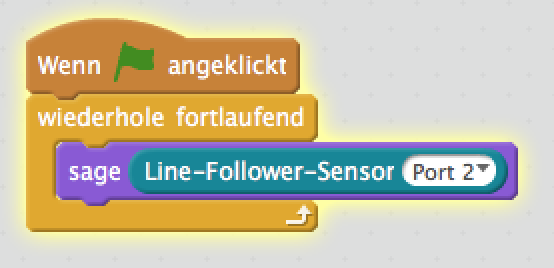 Wenn angeklickt
wiederhole fortlaufend
sage Line-Follower-Sensor Port 2